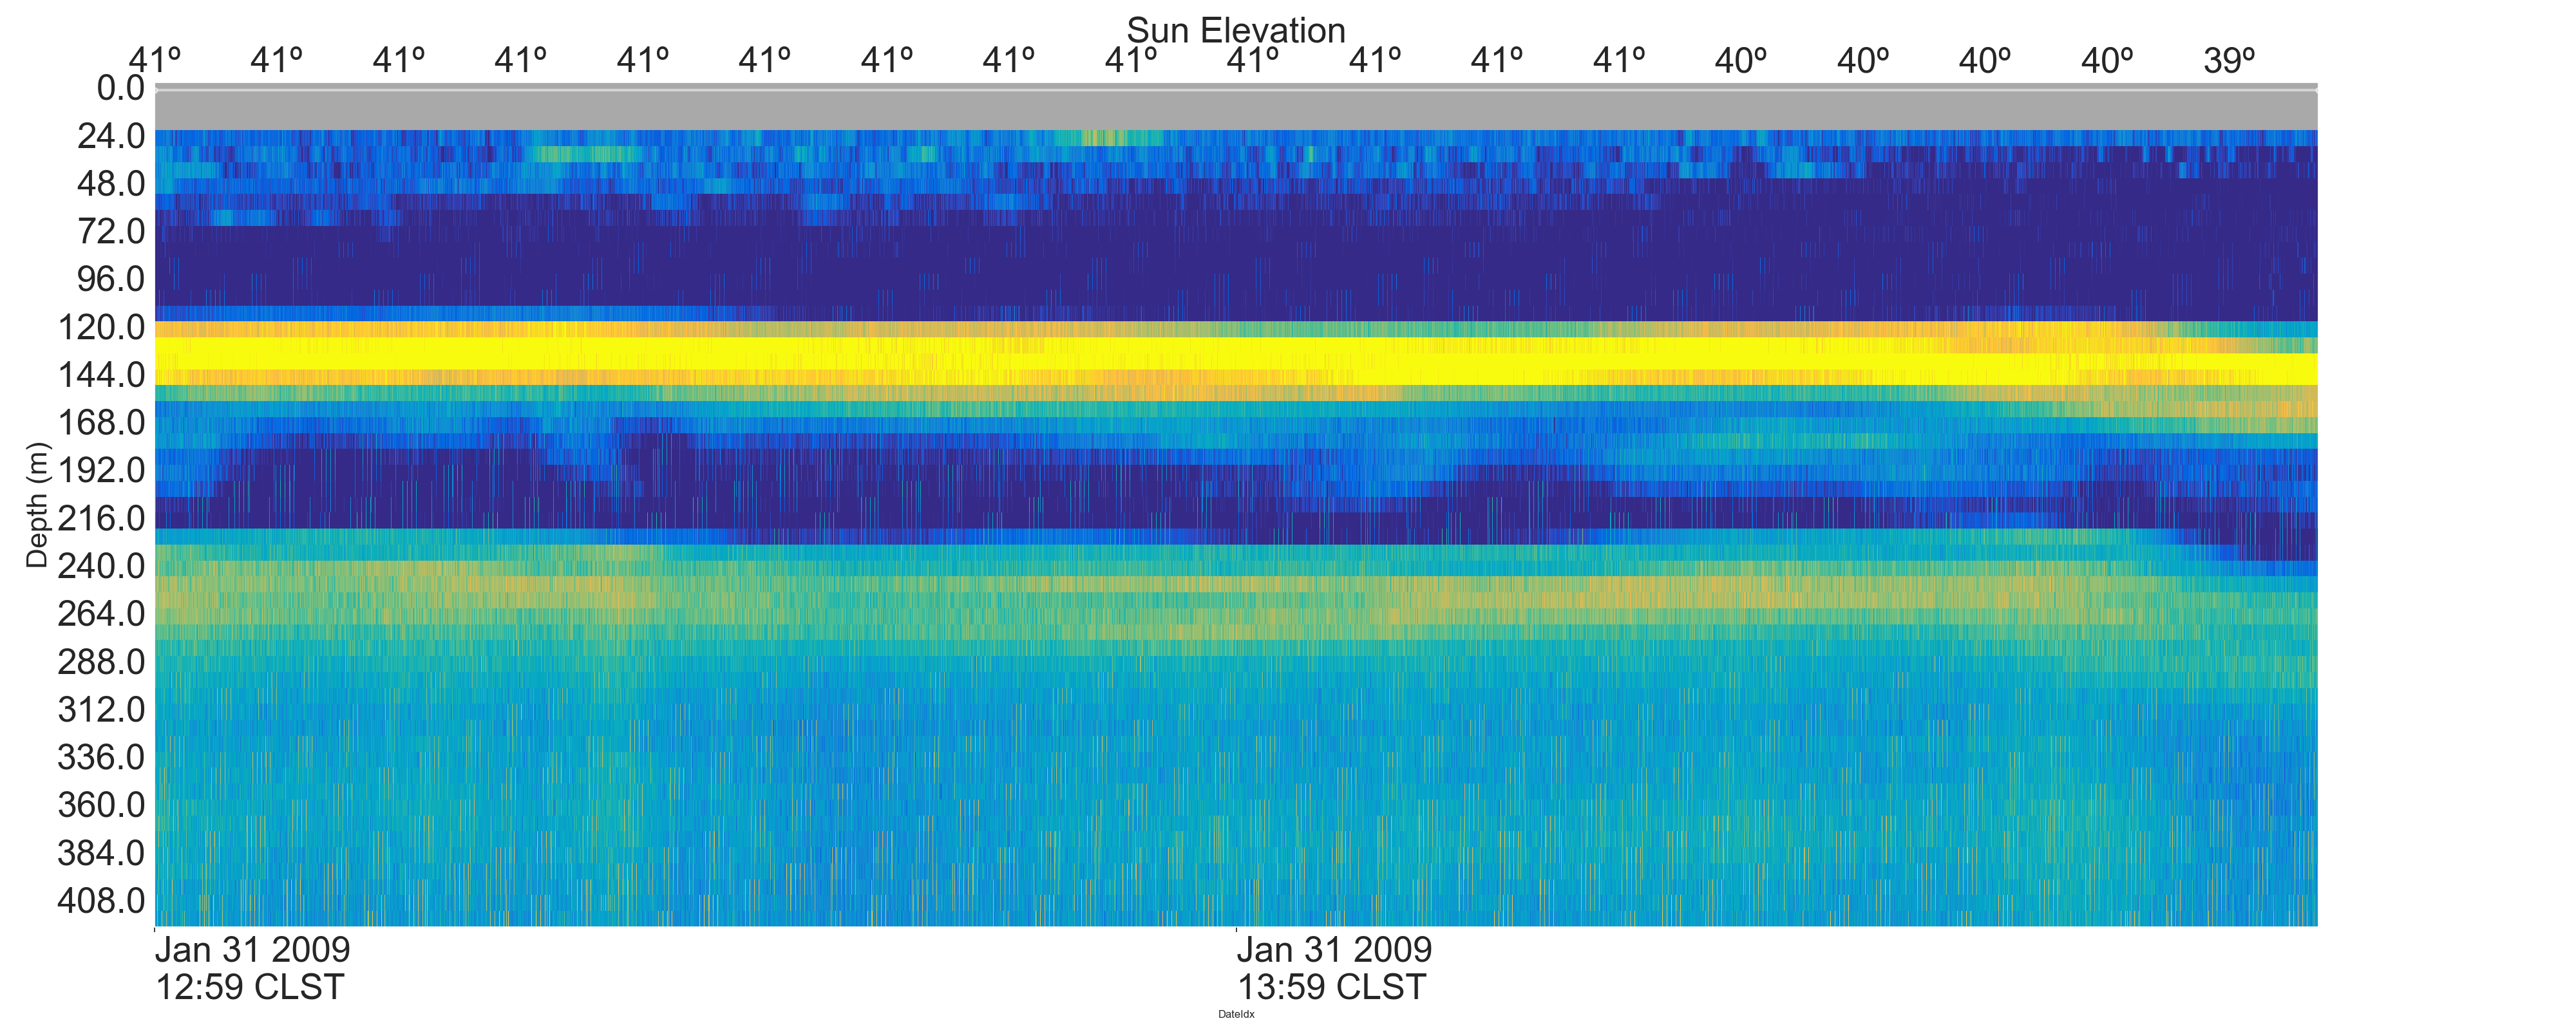 Sun Elevation
41º 41º 41º 41º 41º 41º 41º 41º 41º 41º 41º 41º 41º 40º 40º 40º 40º 39º
0.0
24.0
48.0
72.0
96.0
120.0
144.0
168.0
192.0
216.0
240.0
264.0
288.0
312.0
336.0
360.0
384.0
408.0
Depth (m)
Jan 31 2009
12:59 CLST
Jan 31 2009
13:59 CLST
DateIdx